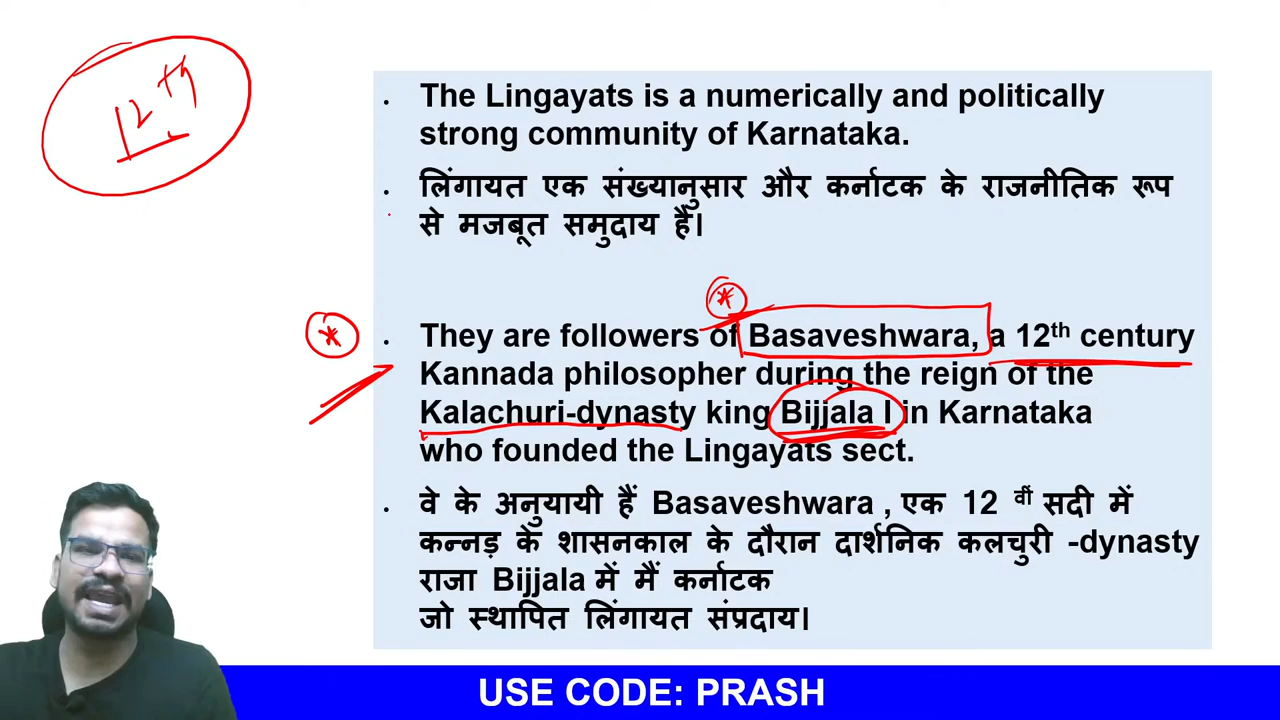 12th
The Lingayats is a numerically and politically
strong community of Karnataka.
लिंगायत एक संख्यानुसार और कर्नाटक के राजनीतिक रूप
से मजबूत समुदाय हैं।
They are followers of Basaveshwara, a 12th century
Kannada philosopher during the reign of the
Kalachuri-dynasty king Bijjala I in Karnataka
who founded the Lingayats sect.
वे के अनुयायी हैं Basaveshwara , एक 12 वीं सदी में
कन्नड़ के शासनकाल के दौरान दार्शनिक कलचुरी -dynasty
राजा Bijjala में मैं कर्नाटक
जो स्थापित लिंगायत संप्रदाय।
USE CODE: PRASH